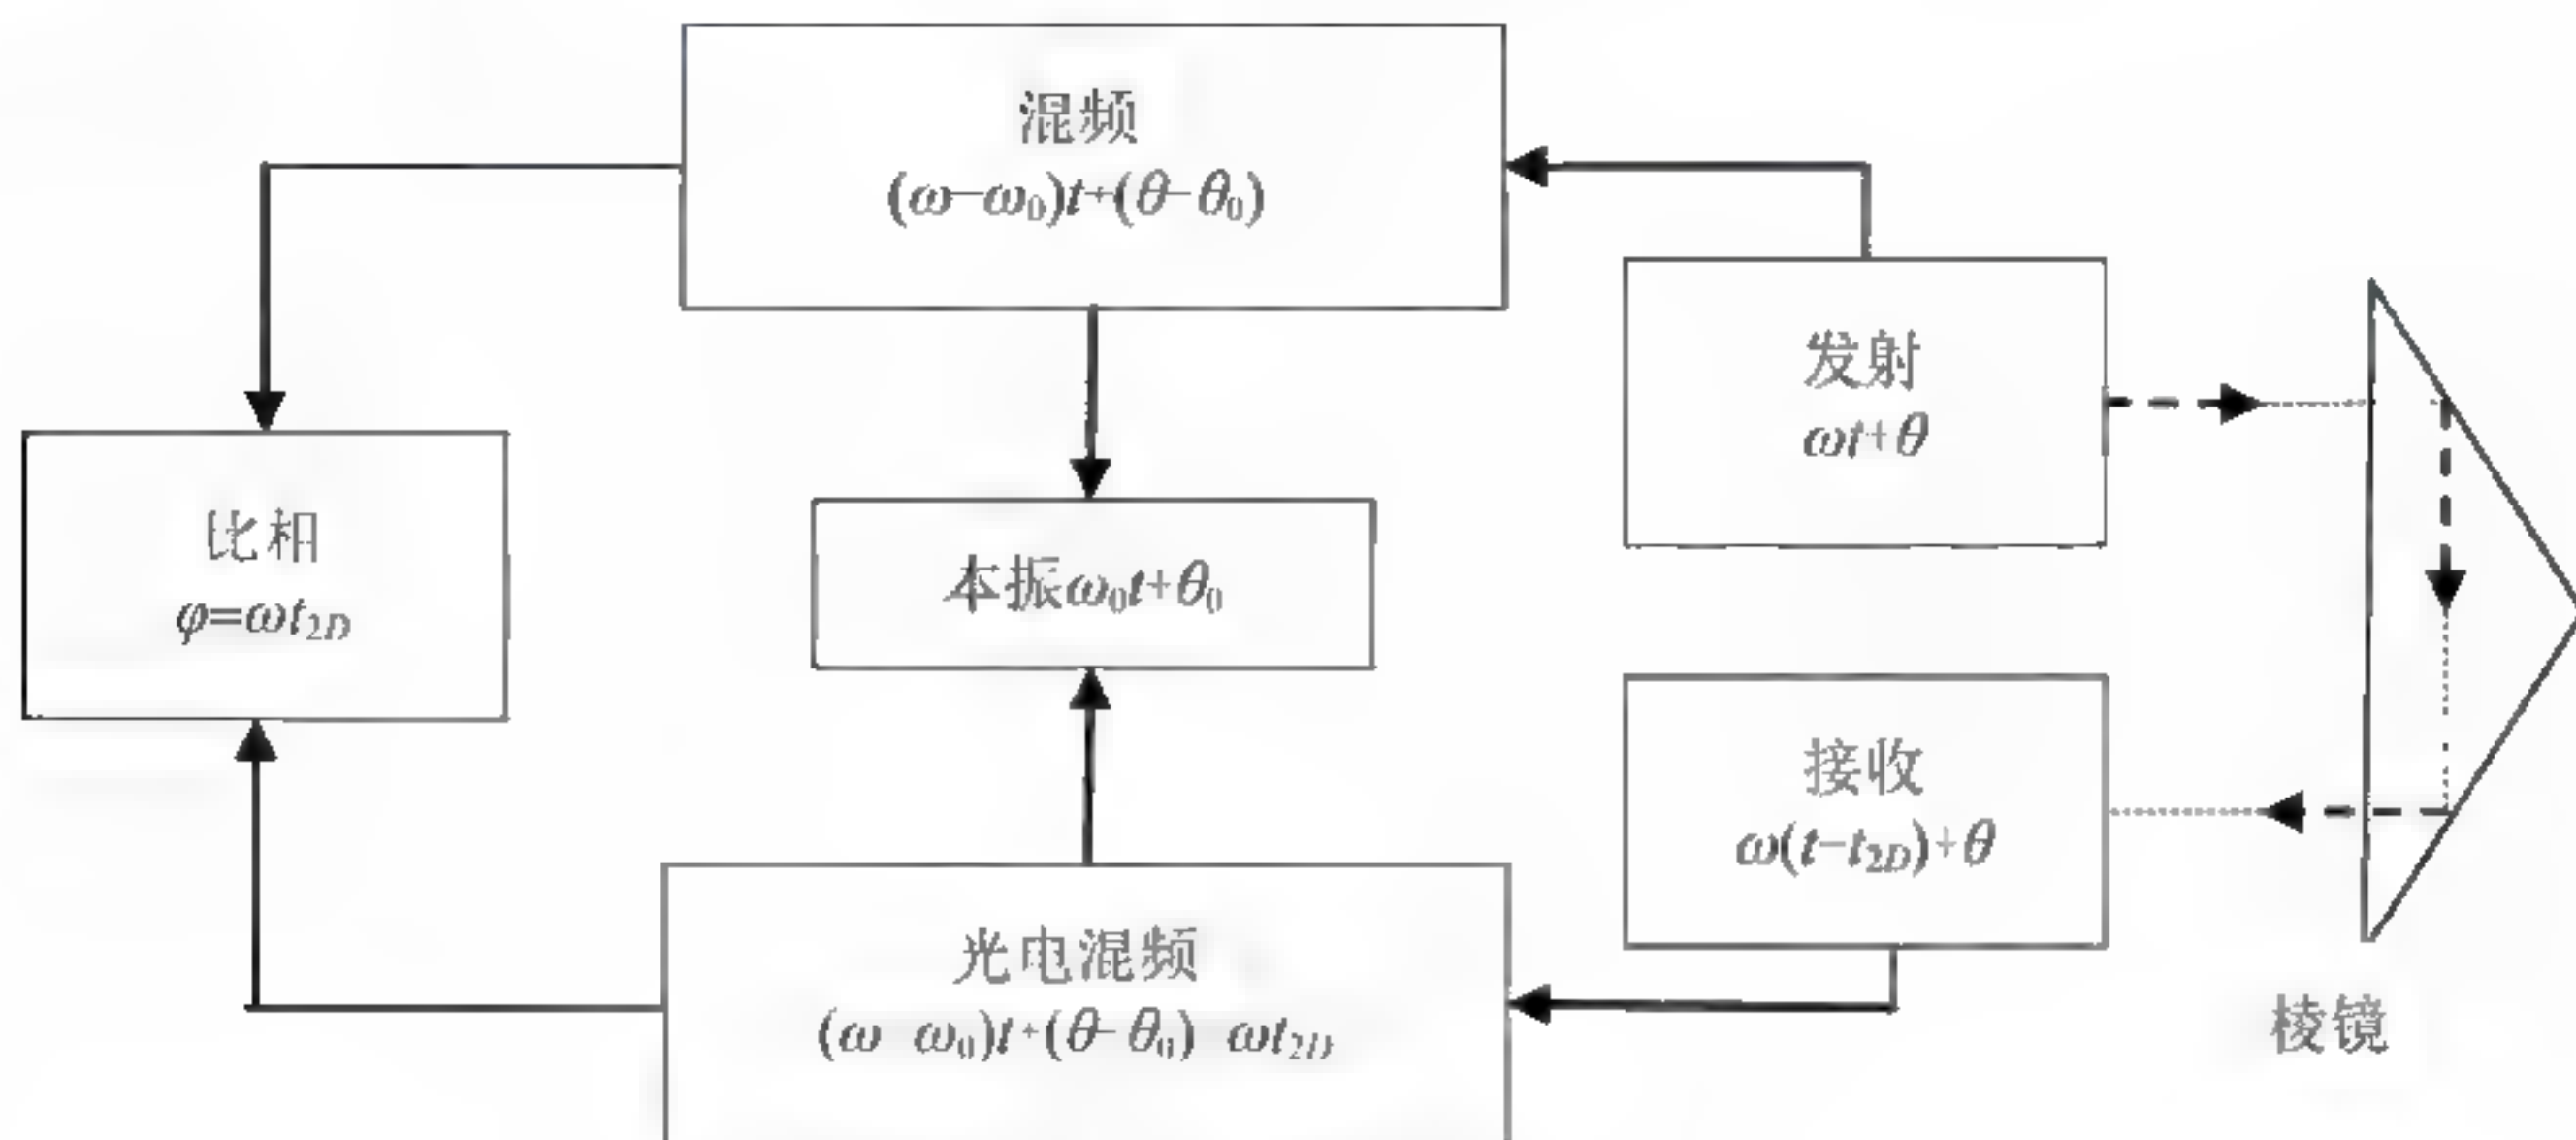 混频
(ω−ω₀)t+(θ−θ₀)
发射
ωt+θ
比相
φ=ωt₂D
本振ω₀t+θ₀
接收
ω(t−t₂D)+θ
光电混频
(ω ω₀)t+(θ−θ₀) ωt₂D
棱镜